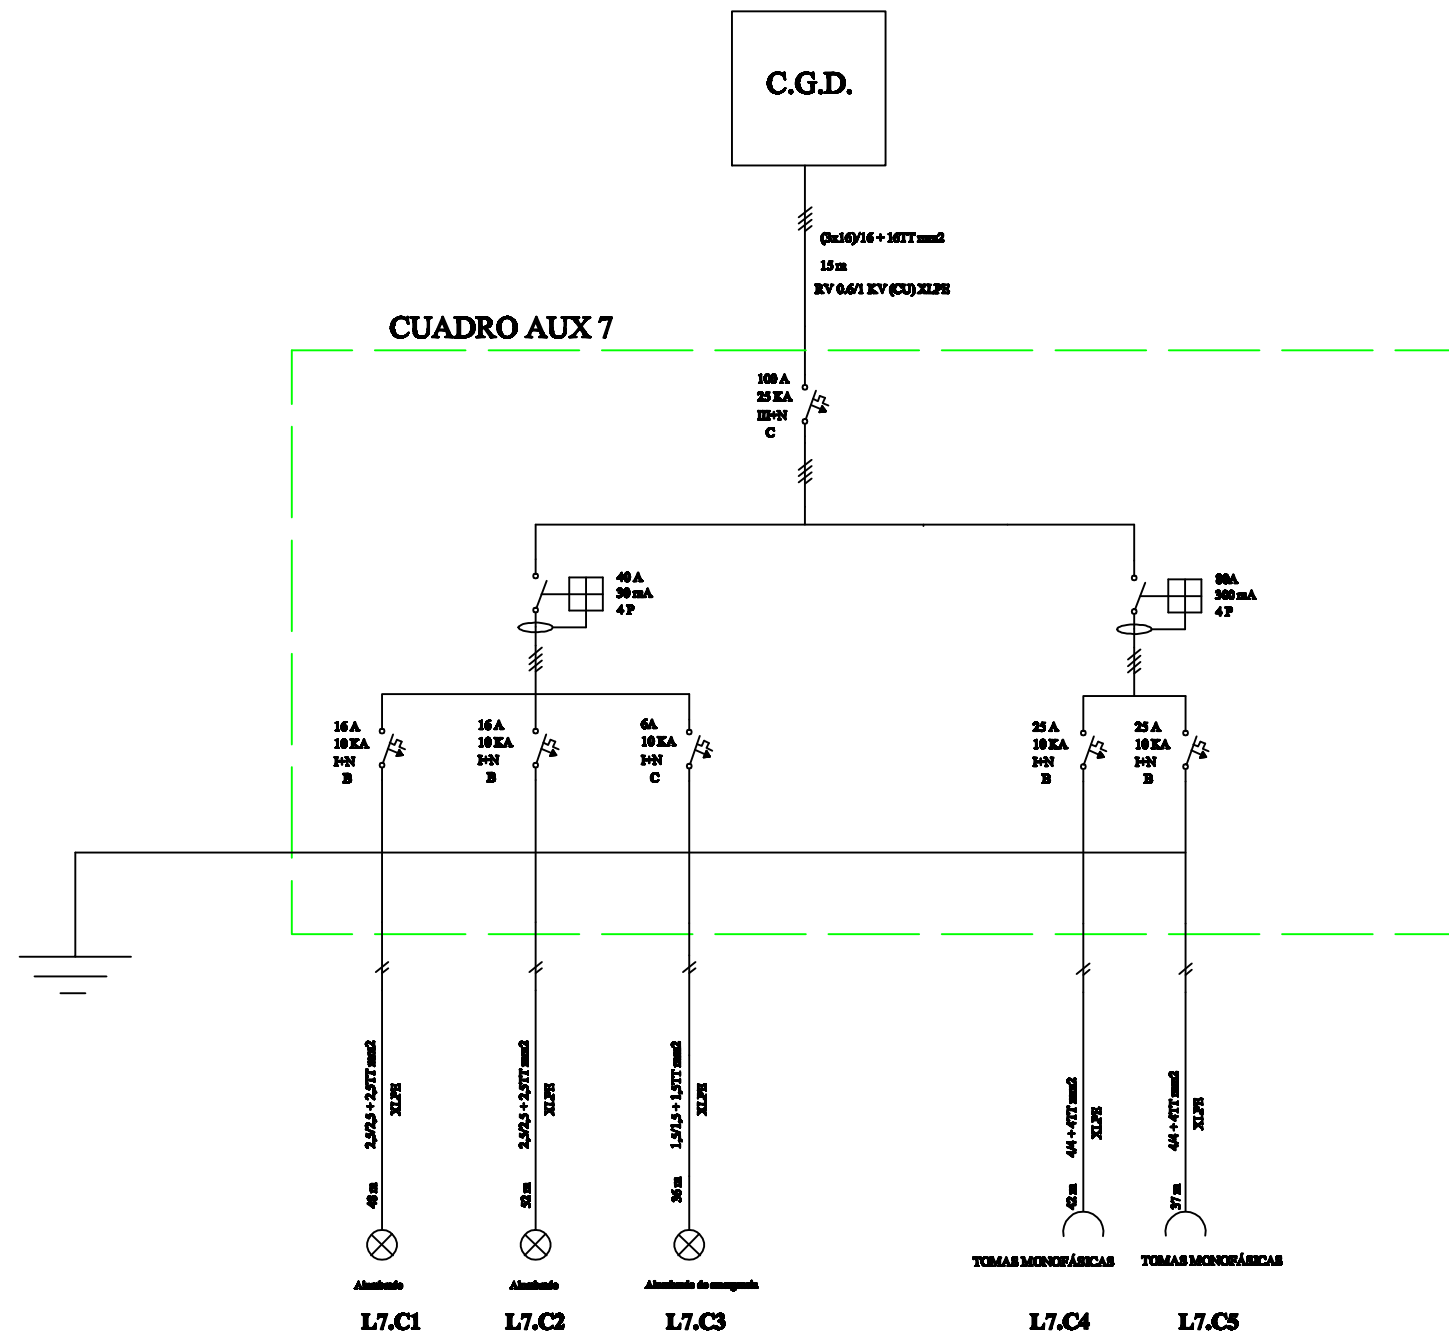 C.G.D.
(3x16)/16 + 16TT mm2
15 m
RV 0.6/1 KV (CU) XLPE
CUADRO AUX 7
100 A
25 KA
III+N
C
40 A
30 mA
4 P
80A
300 mA
4 P
16 A
10 KA
I+N
B
16 A
10 KA
I+N
B
6A
10 KA
I+N
C
25 A
10 KA
I+N
B
25 A
10 KA
I+N
B
2,5/2,5 + 2,5TT mm2
XLPE
48 m
2,5/2,5 + 2,5TT mm2
XLPE
52 m
1,5/1,5 + 1,5TT mm2
XLPE
36 m
4/4 + 4TT mm2
XLPE
42 m
4/4 + 4TT mm2
XLPE
37 m
Alumbrado
Alumbrado
Alumbrado de emergencia
TOMAS MONOFÁSICAS
TOMAS MONOFÁSICAS
L7.C1
L7.C2
L7.C3
L7.C4
L7.C5